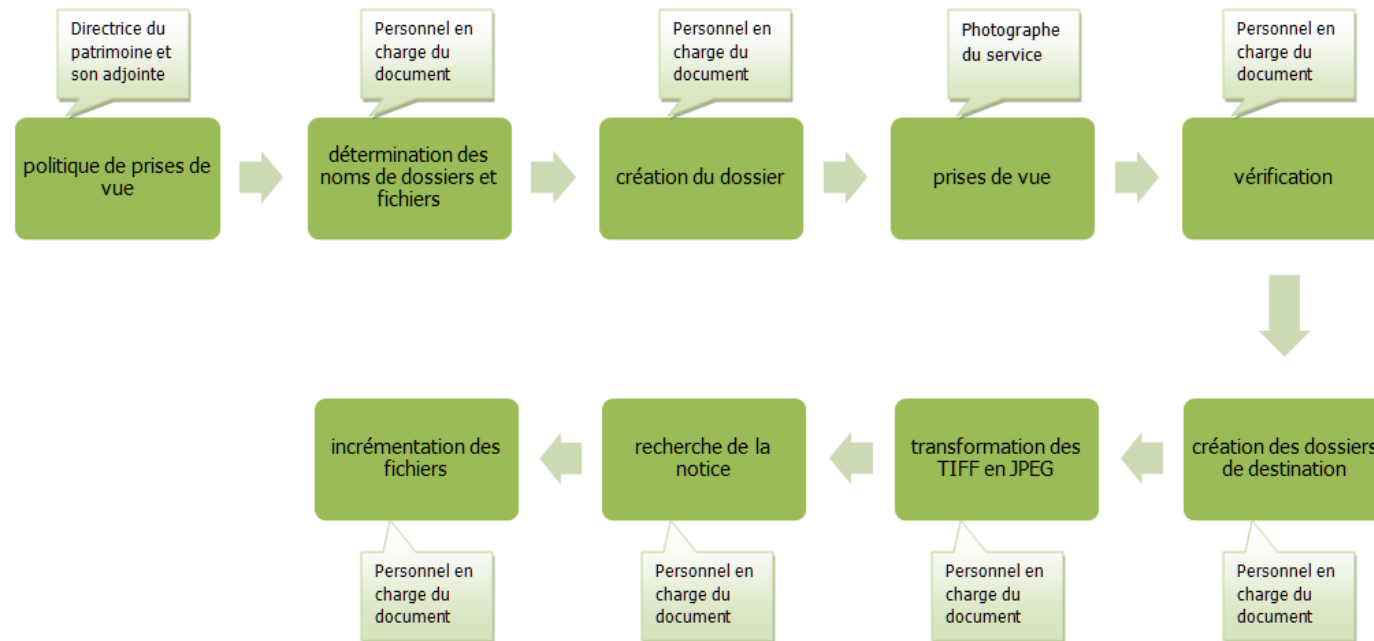 Directrice du
patrimoine et
son adjointe
Personnel en
charge du
document
Personnel en
charge du
document
Photographe
du service
Personnel en
charge du
document
politique de prises de
vue
détermination des
noms de dossiers et
fichiers
création du dossier
prises de vue
vérification
création des dossiers
de destination
transformation des
TIFF en JPEG
recherche de la
notice
incrémentation des
fichiers
Personnel en
charge du
document
Personnel en
charge du
document
Personnel en
charge du
document
Personnel en
charge du
document